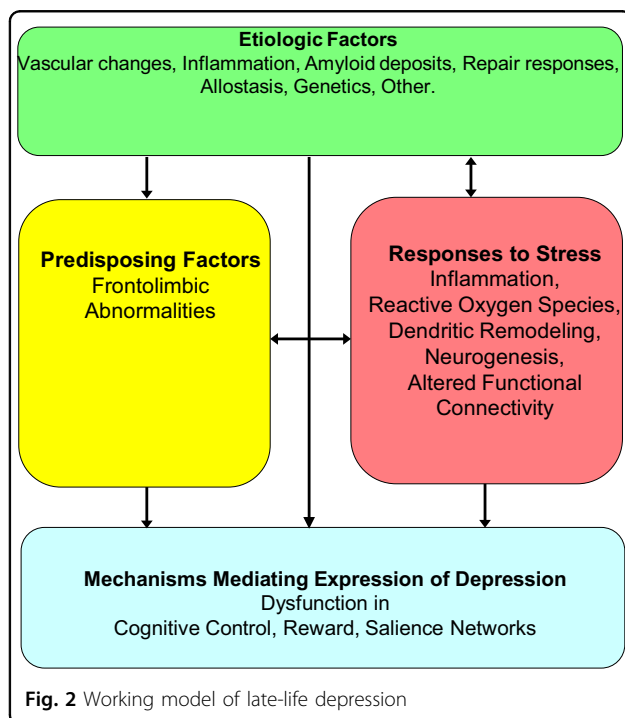 Etiologic Factors
Vascular changes, Inflammation, Amyloid deposits, Repair responses,
Allostasis, Genetics, Other.
Predisposing Factors
Frontolimbic
Abnormalities
Responses to Stress
Inflammation,
Reactive Oxygen Species,
Dendritic Remodeling,
Neurogenesis,
Altered Functional
Connectivity
Mechanisms Mediating Expression of Depression
Dysfunction in
Cognitive Control, Reward, Salience Networks
Fig. 2 Working model of late-life depression